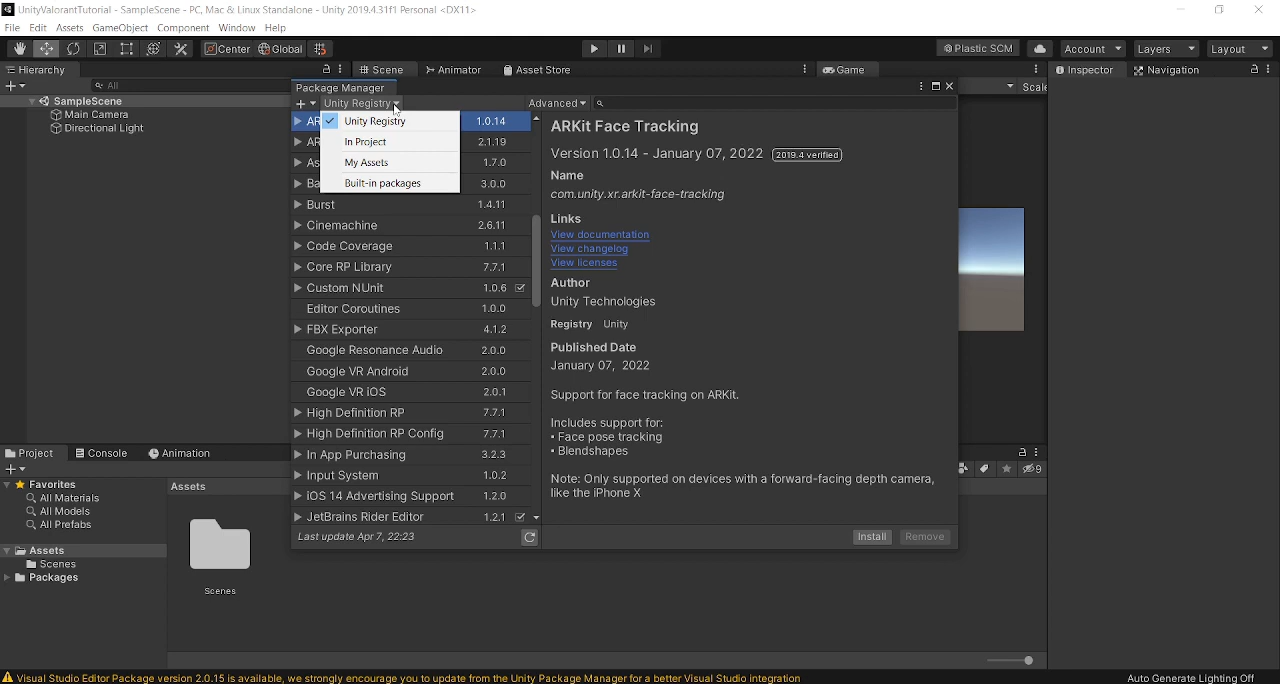 UnityValorantTutorial - SampleScene - PC, Mac & Linux Standalone - Unity 2019.4.31f1 Personal <DX11>
File Edit Assets GameObject Component Window Help
Center Global Plastic SCM Account Layers Layout
Hierarchy Scene Animator Asset Store Game Inspector Navigation
All
Scale
SampleScene
Main Camera
Directional Light
Package Manager
Unity Registry Advanced
Unity Registry
In Project
My Assets
Built-in packages
AR 1.0.14
AR 2.1.19
As 1.7.0
Ba 3.0.0
Burst 1.4.11
Cinemachine 2.6.11
Code Coverage 1.1.1
Core RP Library 7.7.1
Custom NUnit 1.0.6
Editor Coroutines 1.0.0
FBX Exporter 4.1.2
Google Resonance Audio 2.0.0
Google VR Android 2.0.0
Google VR iOS 2.0.1
High Definition RP 7.7.1
High Definition RP Config 7.7.1
In App Purchasing 3.2.3
Input System 1.0.2
iOS 14 Advertising Support 1.2.0
JetBrains Rider Editor 1.2.1
Last update Apr 7, 22:23
ARKit Face Tracking
Version 1.0.14 - January 07, 2022 2019.4 verified
Name
com.unity.xr.arkit-face-tracking
Links
View documentation
View changelog
View licenses
Author
Unity Technologies
Registry Unity
Published Date
January 07, 2022
Support for face tracking on ARKit.
Includes support for:
• Face pose tracking
• Blendshapes
Note: Only supported on devices with a forward-facing depth camera,
like the iPhone X
Install Remove
Project Console Animation
9
Favorites
All Materials
All Models
All Prefabs
Assets
Scenes
Packages
Assets
Scenes
Visual Studio Editor Package version 2.0.15 is available, we strongly encourage you to update from the Unity Package Manager for a better Visual Studio integration
Auto Generate Lighting Off